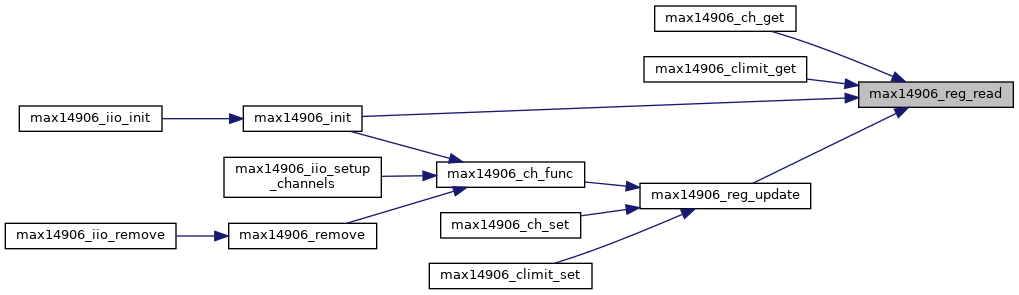 max14906_ch_get
max14906_climit_get
max14906_reg_read
max14906_iio_init
max14906_init
max14906_iio_setup
_channels
max14906_ch_func
max14906_reg_update
max14906_ch_set
max14906_iio_remove
max14906_remove
max14906_climit_set